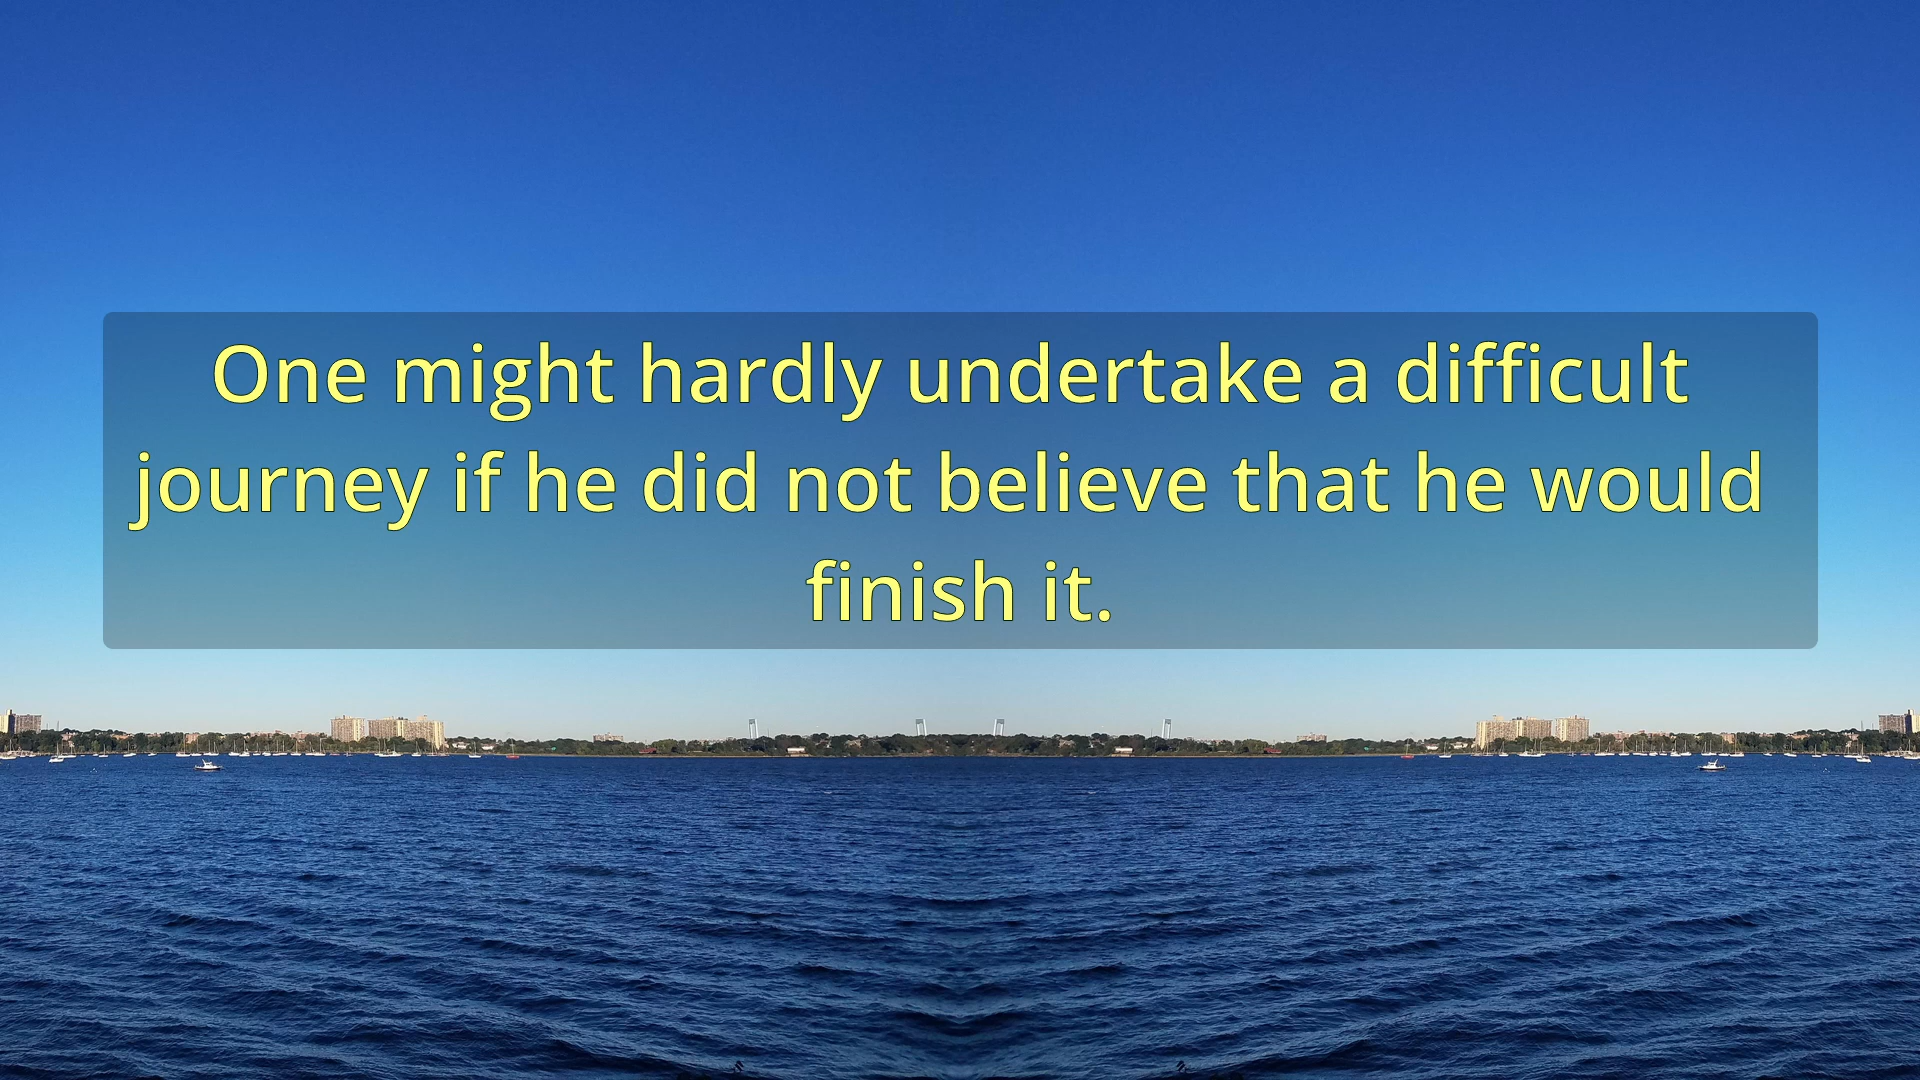 One might hardly undertake a difficult
journey if he did not believe that he would
finish it.